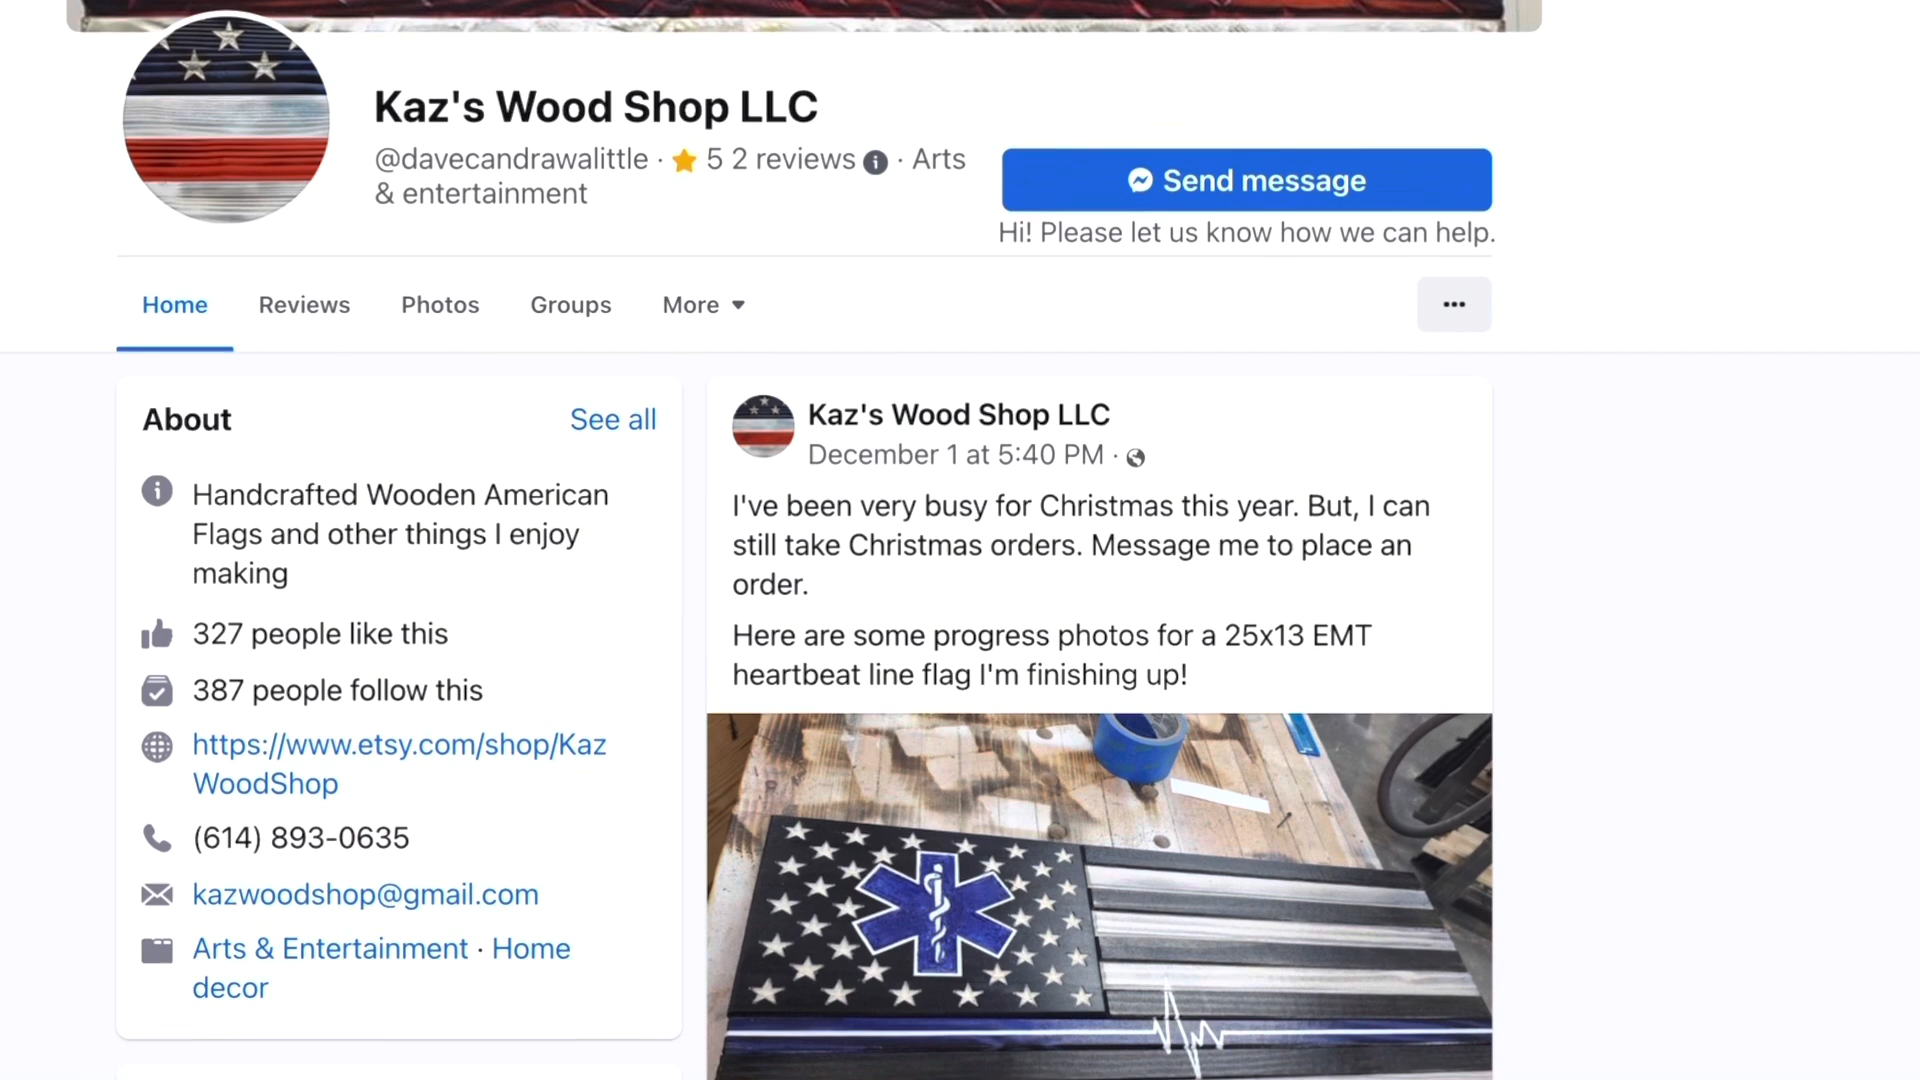 Kaz's Wood Shop LLC
@davecandrawalittle · 5 2 reviews · Arts
& entertainment
Send message
Hi! Please let us know how we can help.
Home Reviews Photos Groups More
About See all
Handcrafted Wooden American
Flags and other things I enjoy
making
327 people like this
387 people follow this
https://www.etsy.com/shop/Kaz
WoodShop
(614) 893-0635
kazwoodshop@gmail.com
Arts & Entertainment · Home
decor
Kaz's Wood Shop LLC
December 1 at 5:40 PM ·
I've been very busy for Christmas this year. But, I can
still take Christmas orders. Message me to place an
order.
Here are some progress photos for a 25x13 EMT
heartbeat line flag I'm finishing up!